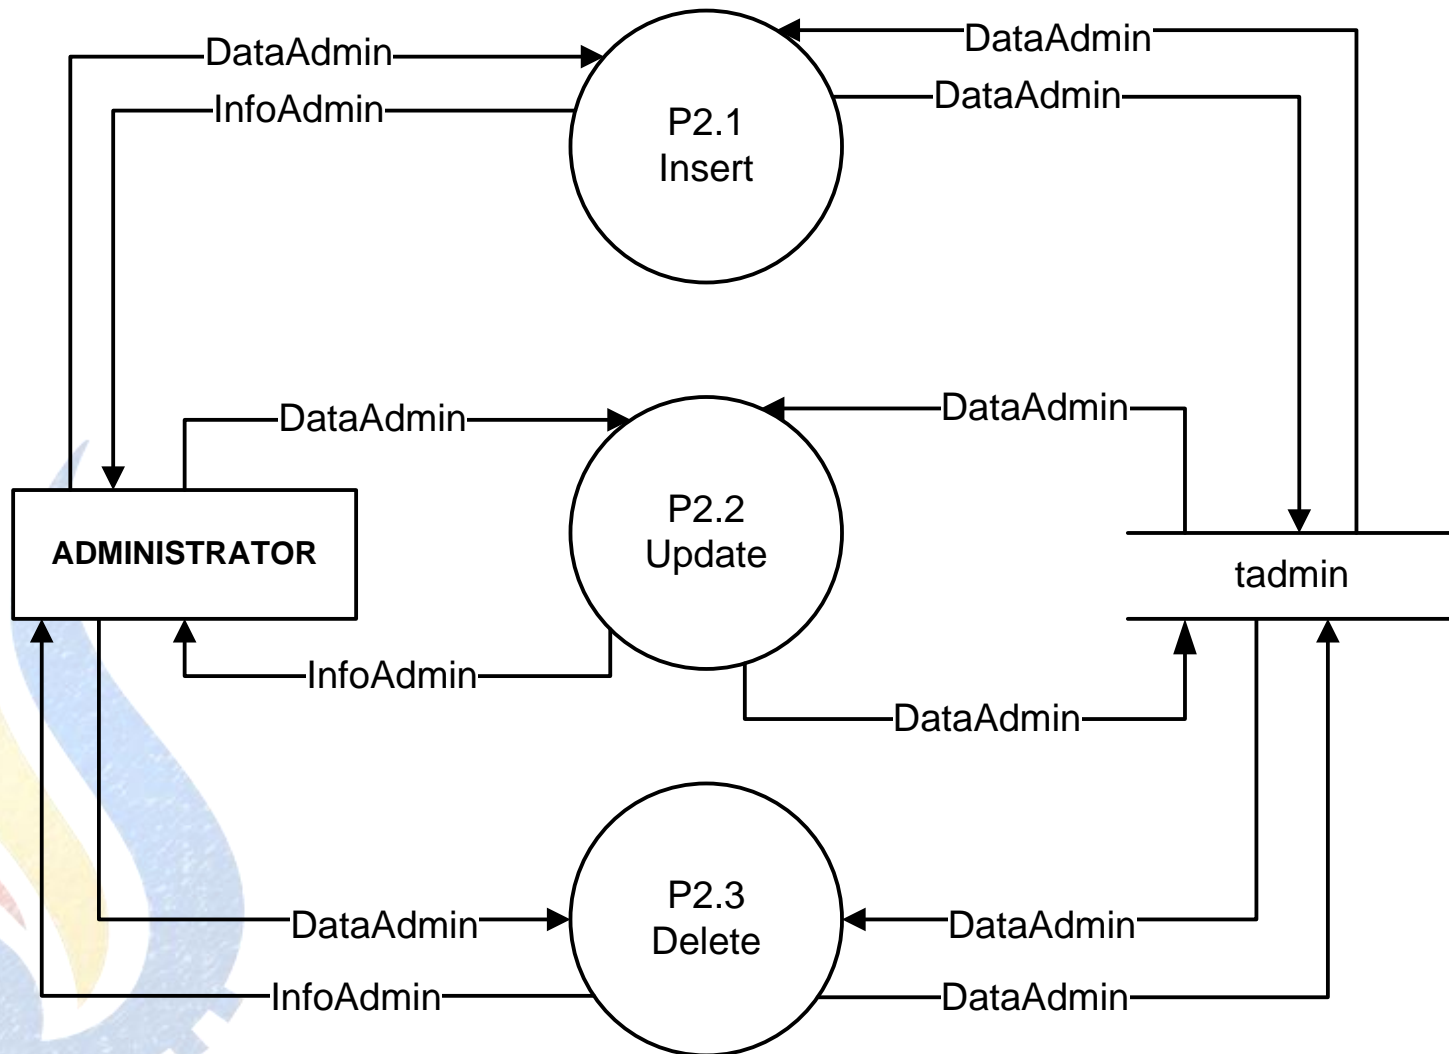 DataAdmin
DataAdmin
InfoAdmin
DataAdmin
P2.1
Insert
DataAdmin
DataAdmin
P2.2
Update
ADMINISTRATOR
tadmin
InfoAdmin
DataAdmin
P2.3
Delete
DataAdmin
DataAdmin
InfoAdmin
DataAdmin